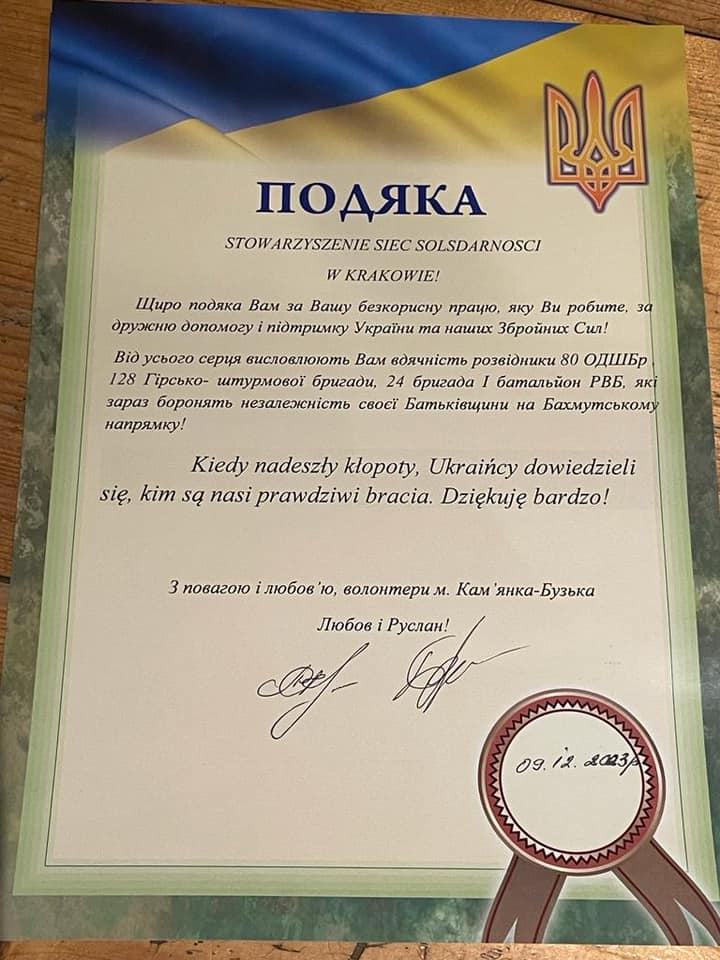 ПОДЯКА
STOWARZYSZENIE SIEC SOLSDARNOSCI
W KRAKOWIE!
Щиро подяка Вам за Вашу безкорисну працю, яку Ви робите, за
дружню допомогу і підтримку України та наших Збройних Сил!
Від усього серця висловлюють Вам вдячність розвідники 80 ОДШБр ,
128 Гірсько- штурмової бригади, 24 бригада І батальйон РВБ, які
зараз боронять незалежність своєї Батьківщини на Бахмутському
напрямку!
Kiedy nadeszły kłopoty, Ukraińcy dowiedzieli
się, kim są nasi prawdziwi bracia. Dziękuję bardzo!
З повагою і любов’ю, волонтери м. Кам’янка-Бузька
Любов і Руслан!
09.12.2023р